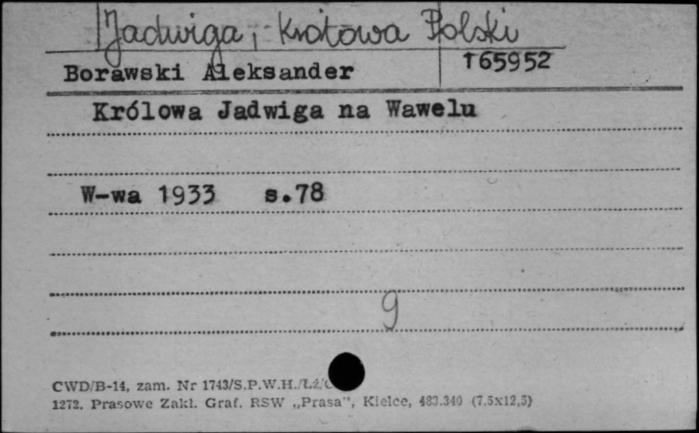 Jadwiga, Królowa Polski
Borawski Aleksander
T65952
Królowa Jadwiga na Wawelu
W-wa 1933 s.78
9
CWD/B-14, zam. Nr 1743/S.P.W.H./Łź/
1272. Prasowe Zakł. Graf. RSW „Prasa”, Kielce, 483.340 (7,5x12,5)